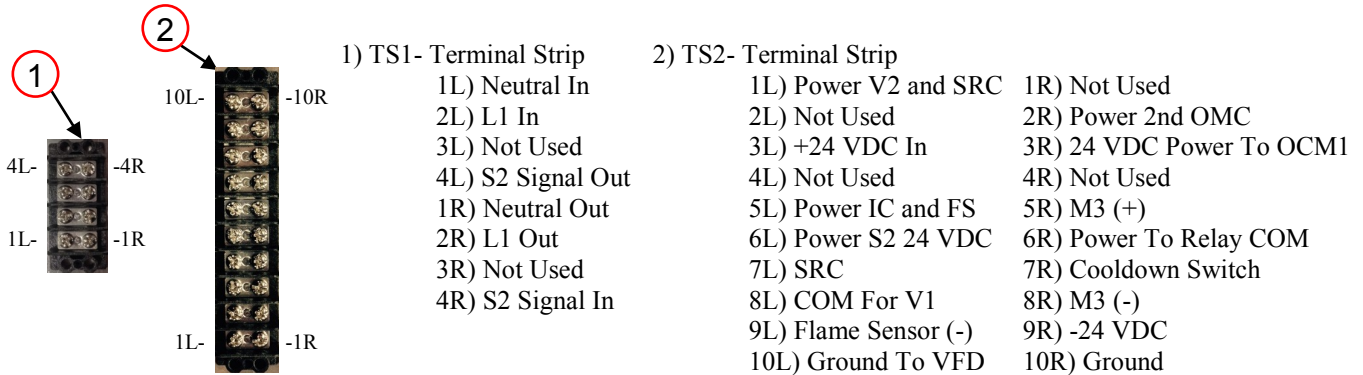 2
1
10L-
-10R
4L-
-4R
1L-
-1R
1L-
-1R
1) TS1- Terminal Strip
1L) Neutral In
2L) L1 In
3L) Not Used
4L) S2 Signal Out
1R) Neutral Out
2R) L1 Out
3R) Not Used
4R) S2 Signal In
2) TS2- Terminal Strip
1L) Power V2 and SRC
2L) Not Used
3L) +24 VDC In
4L) Not Used
5L) Power IC and FS
6L) Power S2 24 VDC
7L) SRC
8L) COM For V1
9L) Flame Sensor (-)
10L) Ground To VFD
1R) Not Used
2R) Power 2nd OMC
3R) 24 VDC Power To OCM1
4R) Not Used
5R) M3 (+)
6R) Power To Relay COM
7R) Cooldown Switch
8R) M3 (-)
9R) -24 VDC
10R) Ground